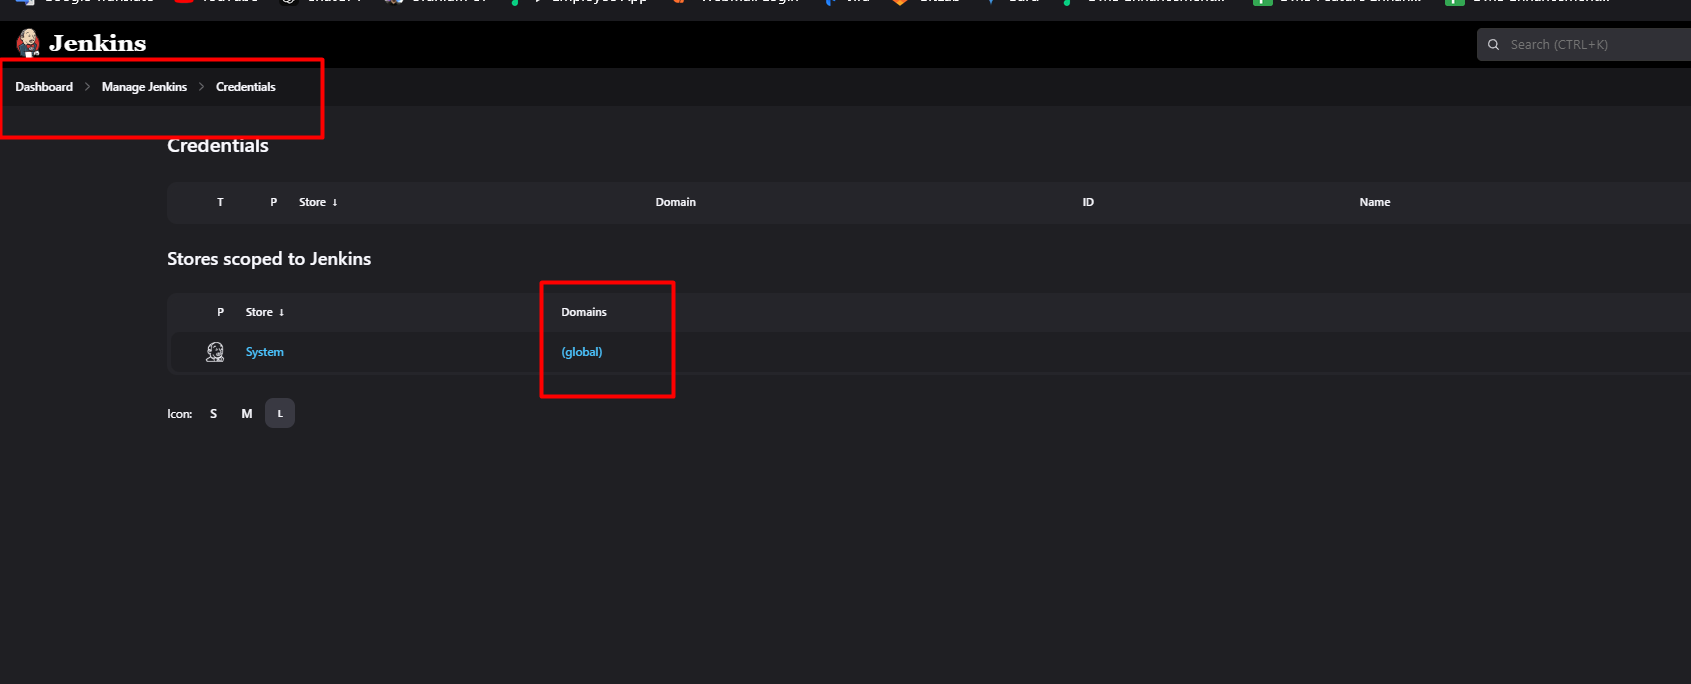 Jenkins
Search (CTRL+K)
Dashboard Manage Jenkins Credentials
Credentials
T P Store ↓ Domain ID Name
Stores scoped to Jenkins
P Store ↓ Domains
System (global)
Icon: S M L